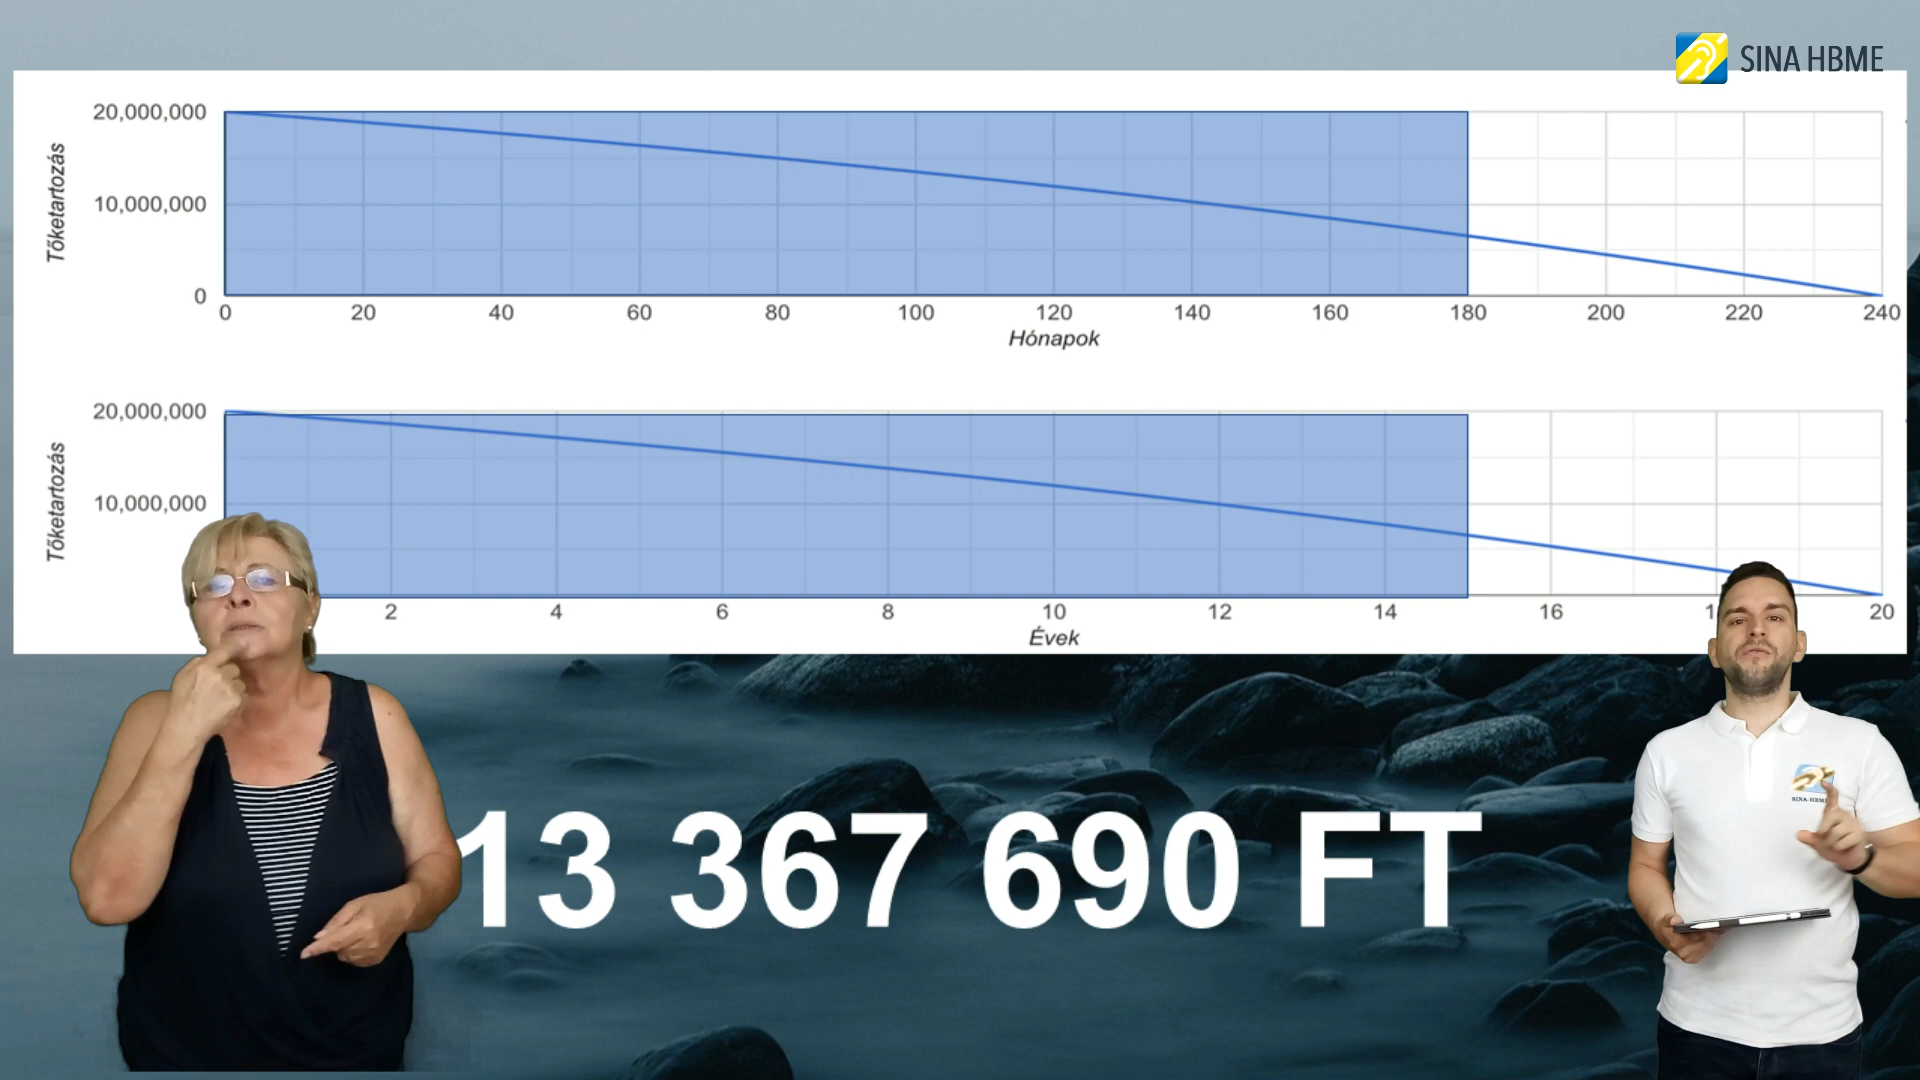 SINA HBME
20,000,000
10,000,000
0
Tőketartozás
0 20 40 60 80 100 120 140 160 180 200 220 240
Hónapok
20,000,000
10,000,000
Tőketartozás
2 4 6 8 10 12 14 16 20
Évek
13 367 690 FT
SINA-HBME